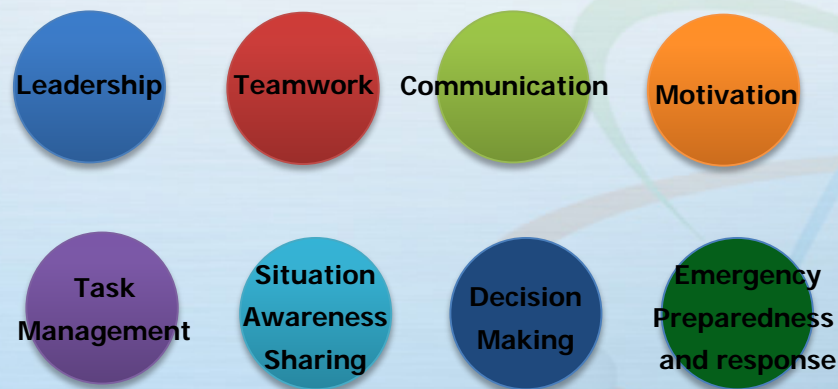 Leadership
Teamwork
Communication
Motivation
Task
Management
Situation
Awareness
Sharing
Decision
Making
Emergency
Preparedness
and response